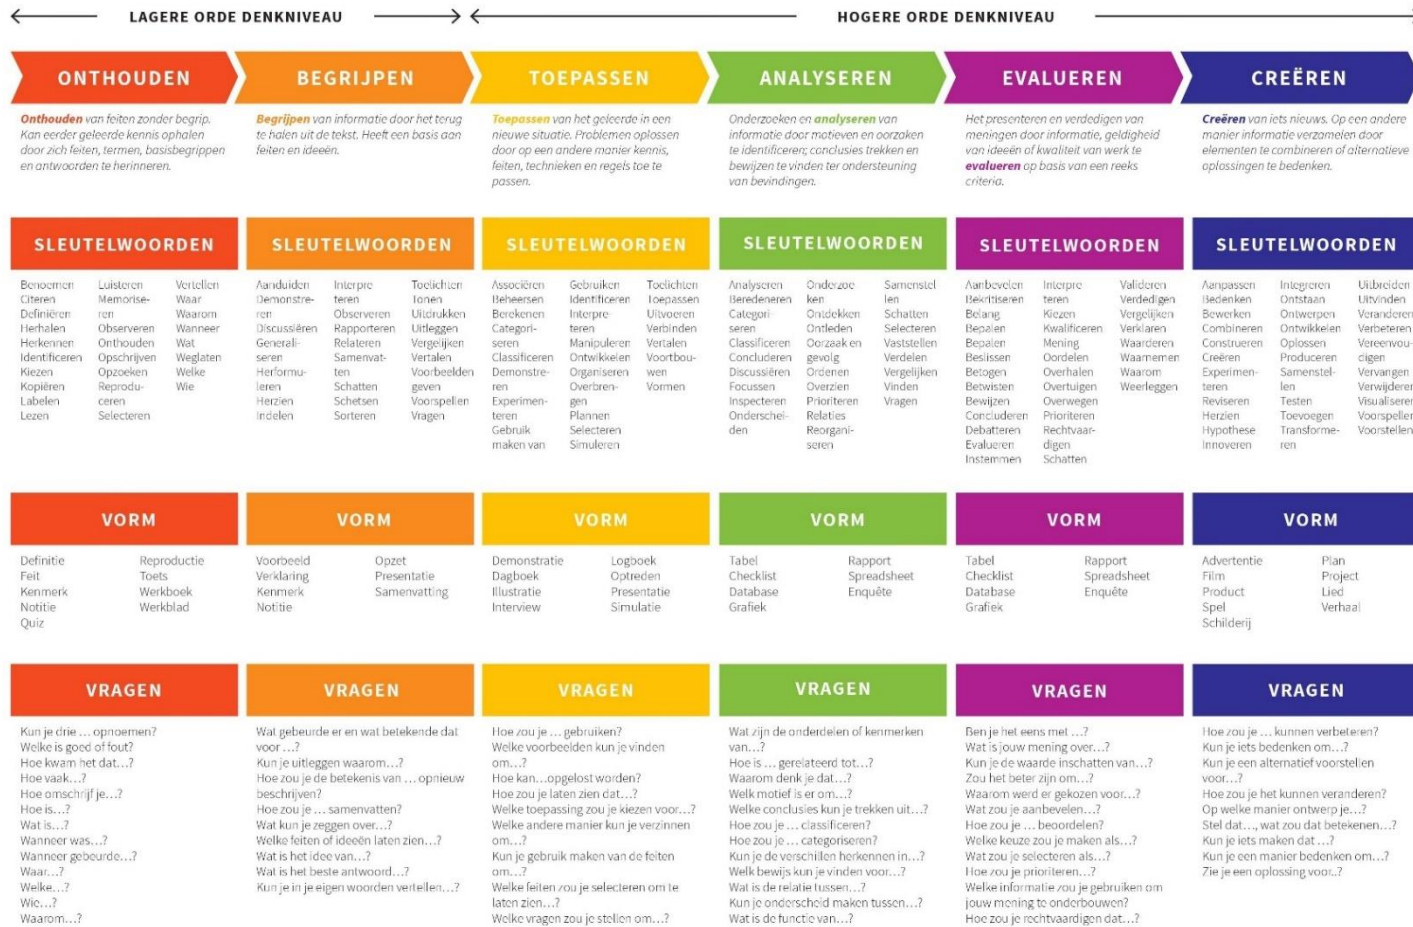 LAGERE ORDE DENKNIVEAU
HOGERE ORDE DENKNIVEAU
ONTHOUDEN
Onthouden van feiten zonder begrip.
Kan eerder geleerde kennis ophalen
door zich feiten, termen, basisbegrippen
en antwoorden te herinneren.
BEGRIJPEN
Begrijpen van informatie door het terug
te halen uit de tekst. Heeft een basis aan
feiten en ideeën.
TOEPASSEN
Toepassen van het geleerde in een
nieuwe situatie. Problemen oplossen
door op een andere manier kennis,
feiten, technieken en regels toe te
passen.
ANALYSEREN
Onderzoeken en analyseren van
informatie door motieven en oorzaken
te identificeren; conclusies trekken en
bewijzen te vinden ter ondersteuning
van bevindingen.
EVALUEREN
Het presenteren en verdedigen van
meningen door informatie, geldigheid
van ideeën of kwaliteit van werk te
evalueren op basis van een reeks
criteria.
CREËREN
Creëren van iets nieuws. Op een andere
manier informatie verzamelen door
elementen te combineren of alternatieve
oplossingen te bedenken.
SLEUTELWOORDEN
Benoemen
Citeren
Definiëren
Herhalen
Herkennen
Identificeren
Kiezen
Kopiëren
Labelen
Lezen
Luisteren
Memorise-
ren
Observeren
Onthouden
Opschrijven
Opzoeken
Reprodu-
ceren
Selecteren
Vertellen
Waar
Waarom
Wanneer
Wat
Weglaten
Welke
Wie
SLEUTELWOORDEN
Aanduiden
Demonstre-
ren
Discussiëren
Generali-
seren
Herformu-
leren
Herzien
Indelen
Interpre
teren
Observeren
Rapporteren
Relateren
Samenvat-
ten
Schatten
Schetsen
Sorteren
Toelichten
Tonen
Uitdrukken
Uitleggen
Vergelijken
Vertalen
Voorbeelden
geven
Voorspellen
Vragen
SLEUTELWOORDEN
Associëren
Beheersen
Berekenen
Categori-
seren
Classificeren
Demonstre-
ren
Experimen-
teren
Gebruik
maken van
Gebruiken
Identificeren
Interpre-
teren
Manipuleren
Ontwikkelen
Organiseren
Overbren-
gen
Plannen
Selecteren
Simuleren
Toelichten
Toepassen
Uitvoeren
Verbinden
Vertalen
Voortbou-
wen
Vormen
SLEUTELWOORDEN
Analyseren
Beredeneren
Categori-
seren
Classificeren
Concluderen
Discussiëren
Focussen
Inspecteren
Onderschei-
den
Onderzoe
ken
Ontdekken
Ontleden
Oorzaak en
gevolg
Ordenen
Overzien
Prioriteren
Relaties
Reorgani-
seren
Samenstel
len
Schatten
Selecteren
Vaststellen
Verdelen
Vergelijken
Vinden
Vragen
SLEUTELWOORDEN
Aanbevelen
Bekritiseren
Belang
Bepalen
Bepalen
Beslissen
Betogen
Betwisten
Bewijzen
Concluderen
Debatteren
Evalueren
Instemmen
Interpre
teren
Kiezen
Kwalificeren
Mening
Oordelen
Overhalen
Overtuigen
Overwegen
Prioriteren
Rechtvaar-
digen
Schatten
Valideren
Verdedigen
Vergelijken
Verklaren
Waarderen
Waarnemen
Waarom
Weerleggen
SLEUTELWOORDEN
Aanpassen
Bedenken
Bewerken
Combineren
Construeren
Creëren
Experimen-
teren
Reviseren
Herzien
Hypothese
Innoveren
Integreren
Ontstaan
Ontwerpen
Ontwikkelen
Oplossen
Produceren
Samenstel-
len
Testen
Toevoegen
Transforme-
ren
Uitbreiden
Uitvinden
Veranderen
Verbeteren
Vereenvou-
digen
Vervangen
Verwijderen
Visualiseren
Voorspellen
Voorstellen
VORM
Definitie
Feit
Kenmerk
Notitie
Quiz
Reproductie
Toets
Werkboek
Werkblad
VORM
Voorbeeld
Verklaring
Kenmerk
Notitie
Opzet
Presentatie
Samenvatting
VORM
Demonstratie
Dagboek
Illustratie
Interview
Logboek
Optreden
Presentatie
Simulatie
VORM
Tabel
Checklist
Database
Grafiek
Rapport
Spreadsheet
Enquête
VORM
Tabel
Checklist
Database
Grafiek
Rapport
Spreadsheet
Enquête
VORM
Advertentie
Film
Product
Spel
Schilderij
Plan
Project
Lied
Verhaal
VRAGEN
Kun je drie ... opnoemen?
Welke is goed of fout?
Hoe kwam het dat...?
Hoe vaak...?
Hoe omschrijf je...?
Hoe is...?
Wat is...?
Wanneer was...?
Wanneer gebeurde...?
Waar...?
Welke...?
Wie...?
Waarom...?
VRAGEN
Wat gebeurde er en wat betekende dat
voor ...?
Kun je uitleggen waarom...?
Hoe zou je de betekenis van ... opnieuw
beschrijven?
Hoe zou je ... samenvatten?
Wat kun je zeggen over...?
Welke feiten of ideeën laten zien...?
Wat is het idee van...?
Wat is het beste antwoord...?
Kun je in je eigen woorden vertellen...?
VRAGEN
Hoe zou je ... gebruiken?
Welke voorbeelden kun je vinden
om...?
Hoe kan...opgelost worden?
Hoe zou je laten zien dat...?
Welke toepassing zou je kiezen voor...?
Welke andere manier kun je verzinnen
om...?
Kun je gebruik maken van de feiten
om...?
Welke feiten zou je selecteren om te
laten zien...?
Welke vragen zou je stellen om...?
VRAGEN
Wat zijn de onderdelen of kenmerken
van...?
Hoe is ... gerelateerd tot...?
Waarom denk je dat...?
Welk motief is er om...?
Welke conclusies kun je trekken uit...?
Hoe zou je ... classificeren?
Hoe zou je ... categoriseren?
Kun je de verschillen herkennen in...?
Welk bewijs kun je vinden voor...?
Wat is de relatie tussen...?
Kun je onderscheid maken tussen...?
Wat is de functie van...?
VRAGEN
Ben je het eens met ...?
Wat is jouw mening over...?
Kun je de waarde inschatten van...?
Zou het beter zijn om...?
Waarom werd er gekozen voor...?
Wat zou je aanbevelen...?
Hoe zou je ... beoordelen?
Welke keuze zou je maken als...?
Wat zou je selecteren als...?
Hoe zou je prioriteren...?
Welke informatie zou je gebruiken om
jouw mening te onderbouwen?
Hoe zou je rechtvaardigen dat...?
VRAGEN
Hoe zou je ... kunnen verbeteren?
Kun je iets bedenken om...?
Kun je een alternatief voorstellen
voor...?
Hoe zou je het kunnen veranderen?
Op welke manier ontwerp je...?
Stel dat..., wat zou dat betekenen...?
Kun je iets maken dat ...?
Kun je een manier bedenken om...?
Zie je een oplossing voor..?